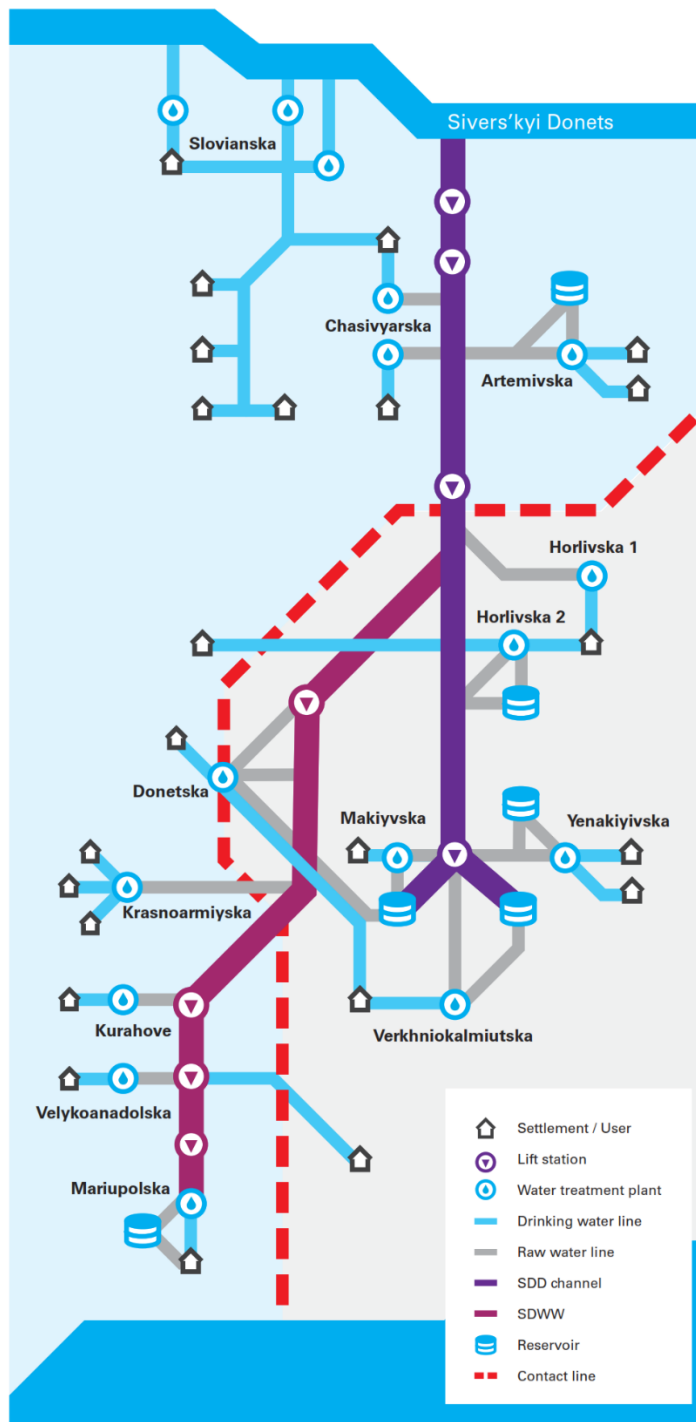 Sivers'kyi Donets
Slovianska
Chasivyarska
Artemivska
Horlivska 1
Horlivska 2
Donetska
Makiyvska
Yenakiyivska
Krasnoarmiyska
Kurahove
Verkhniokalmiutska
Velykoanadolska
Mariupolska
Settlement / User
Lift station
Water treatment plant
Drinking water line
Raw water line
SDD channel
SDWW
Reservoir
Contact line